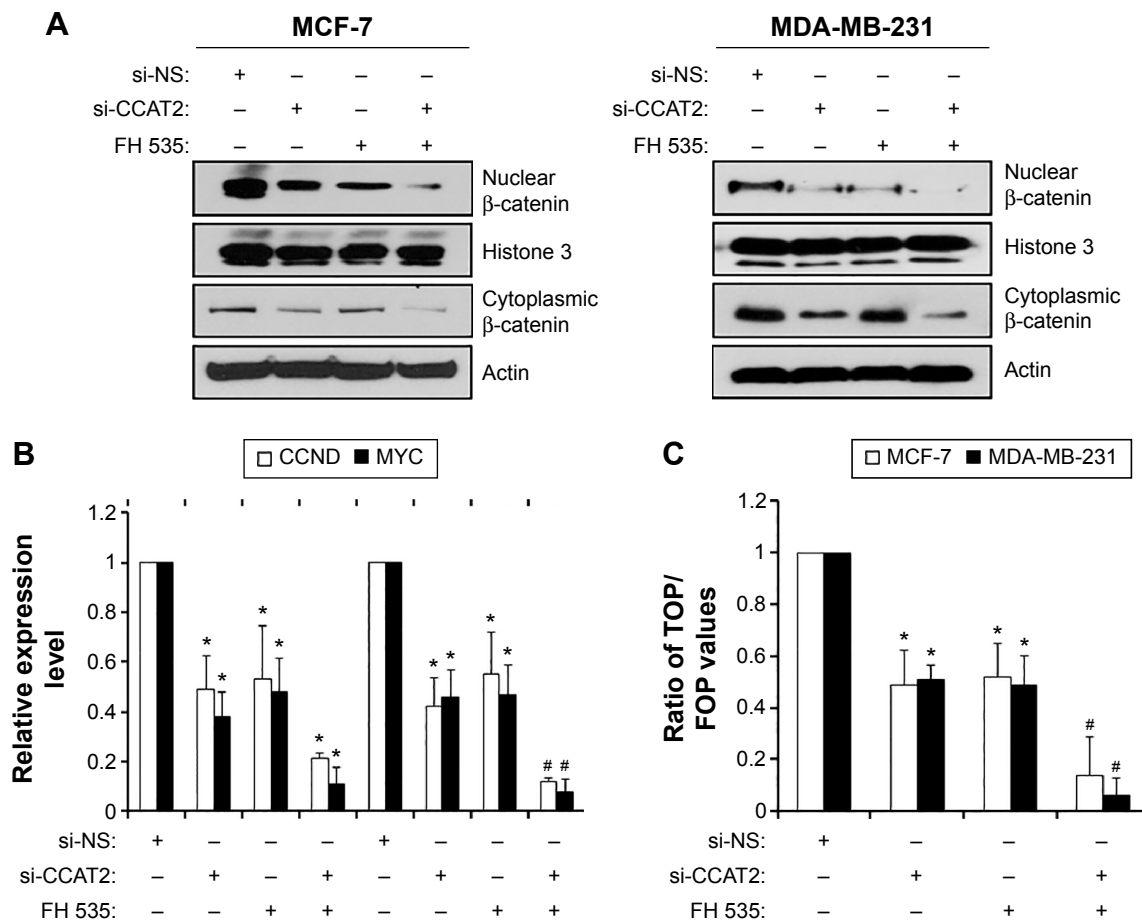 A
MCF-7
si-NS: + – – –
si-CCAT2: – + – +
FH 535: – – + +
Nuclear
β-catenin
Histone 3
Cytoplasmic
β-catenin
Actin
MDA-MB-231
si-NS: + – – –
si-CCAT2: – + – +
FH 535: – – + +
Nuclear
β-catenin
Histone 3
Cytoplasmic
β-catenin
Actin
B
CCND MYC
Relative expression
level
1.2
1
0.8
0.6
0.4
0.2
0
* * * * * * * * * * # #
si-NS: + – – – + – – –
si-CCAT2: – + – + – + – +
FH 535: – – + + – – + +
C
MCF-7 MDA-MB-231
Ratio of TOP/
FOP values
1.2
1
0.8
0.6
0.4
0.2
0
* * * * # #
si-NS: + – – –
si-CCAT2: – + – +
FH 535: – – + +